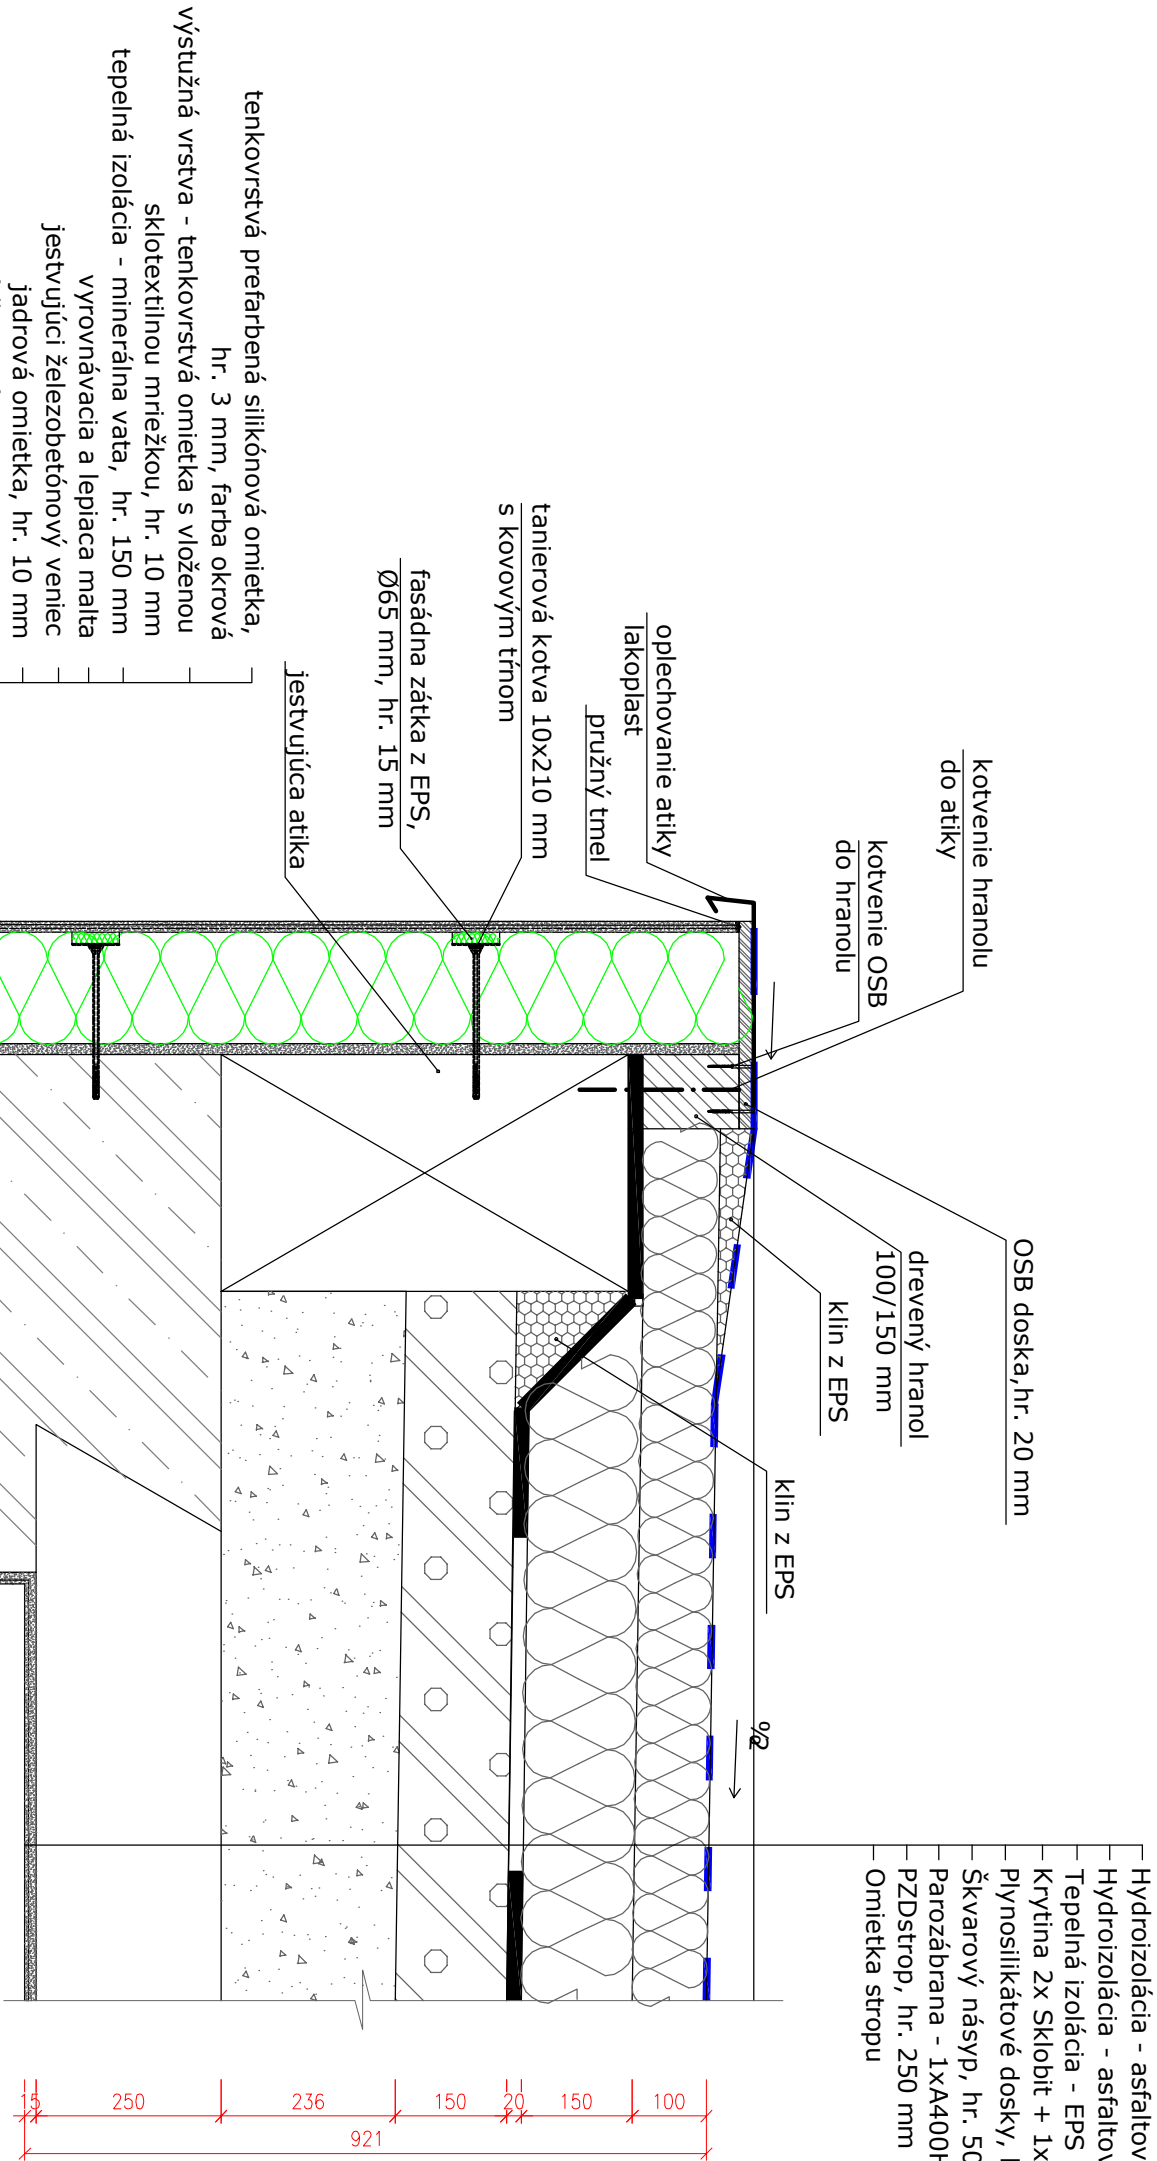 tenkovrstvá prefarbená silikónová omietka,
hr. 3 mm, farba okrová
výstužná vrstva - tenkovrstvá omietka s vloženou
sklotextilnou mriežkou, hr. 10 mm
tepelná izolácia - minerálna vata, hr. 150 mm
vyrovnávacia a lepiaca malta
jestvujúci železobetónový veniec
jadrová omietka, hr. 10 mm
kotvenie hranolu
do atiky
kotvenie OSB
do hranolu
oplechovanie atiky
lakoplast
pružný tmel
tanierová kotva 10x210 mm
s kovovým tŕnom
fasádna zátka z EPS,
Ø65 mm, hr. 15 mm
jestvujúca atika
OSB doska,hr. 20 mm
drevený hranol
100/150 mm
klin z EPS
klin z EPS
Hydroizolácia - asfaltov
Hydroizolácia - asfaltov
Tepelná izolácia - EPS
Krytina 2x Sklobit + 1x
Plynosilikátové dosky,
Škvarový násyp, hr. 50
Parozábrana - 1xA400H
PZDstrop, hr. 250 mm
Omietka stropu
15
250
236
150
20
150
100
921